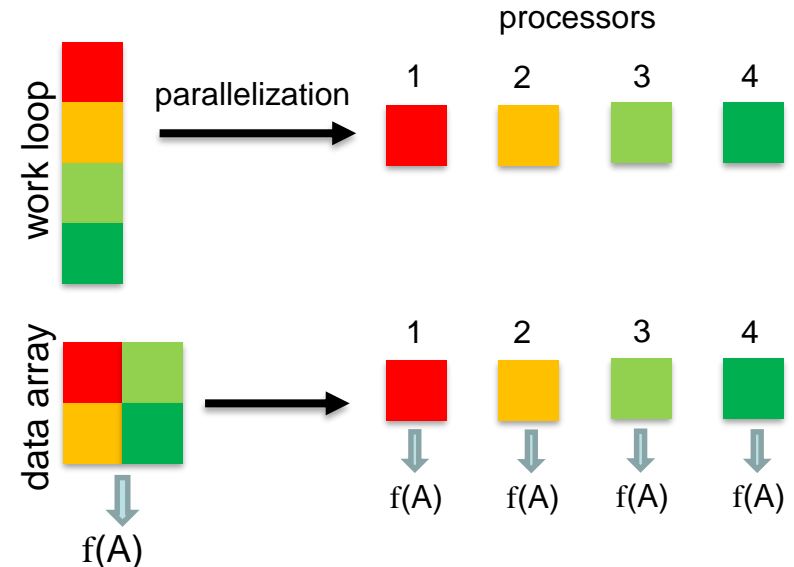 processors
work loop
parallelization
1 2 3 4
data array
1 2 3 4
f(A) f(A) f(A) f(A)
f(A)